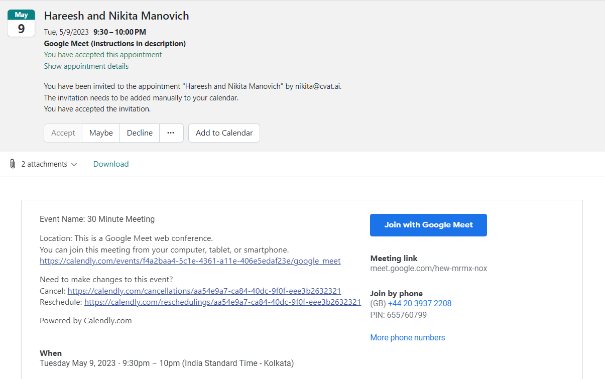 May
9
Hareesh and Nikita Manovich
Tue, 5/9/2023 9:30 – 10:00 PM
Google Meet (instructions in description)
You have accepted this appointment
Show appointment details
You have been invited to the appointment "Hareesh and Nikita Manovich" by nikita@cvat.ai.
The invitation needs to be added manually to your calendar.
You have accepted the invitation.
Accept Maybe Decline ··· Add to Calendar
2 attachments Download
Event Name: 30 Minute Meeting
Location: This is a Google Meet web conference.
You can join this meeting from your computer, tablet, or smartphone.
https://calendly.com/events/f4a2baa4-5c1e-4361-a11e-406e5edaf23e/google_meet
Need to make changes to this event?
Cancel: https://calendly.com/cancellations/aa54e9a7-ca84-40dc-9f0f-eee3b2632321
Reschedule: https://calendly.com/reschedulings/aa54e9a7-ca84-40dc-9f0f-eee3b2632321
Powered by Calendly.com
When
Tuesday May 9, 2023 · 9:30pm – 10pm (India Standard Time - Kolkata)
Join with Google Meet
Meeting link
meet.google.com/hew-mrmx-nox
Join by phone
(GB) +44 20 3937 2208
PIN: 655760799
More phone numbers